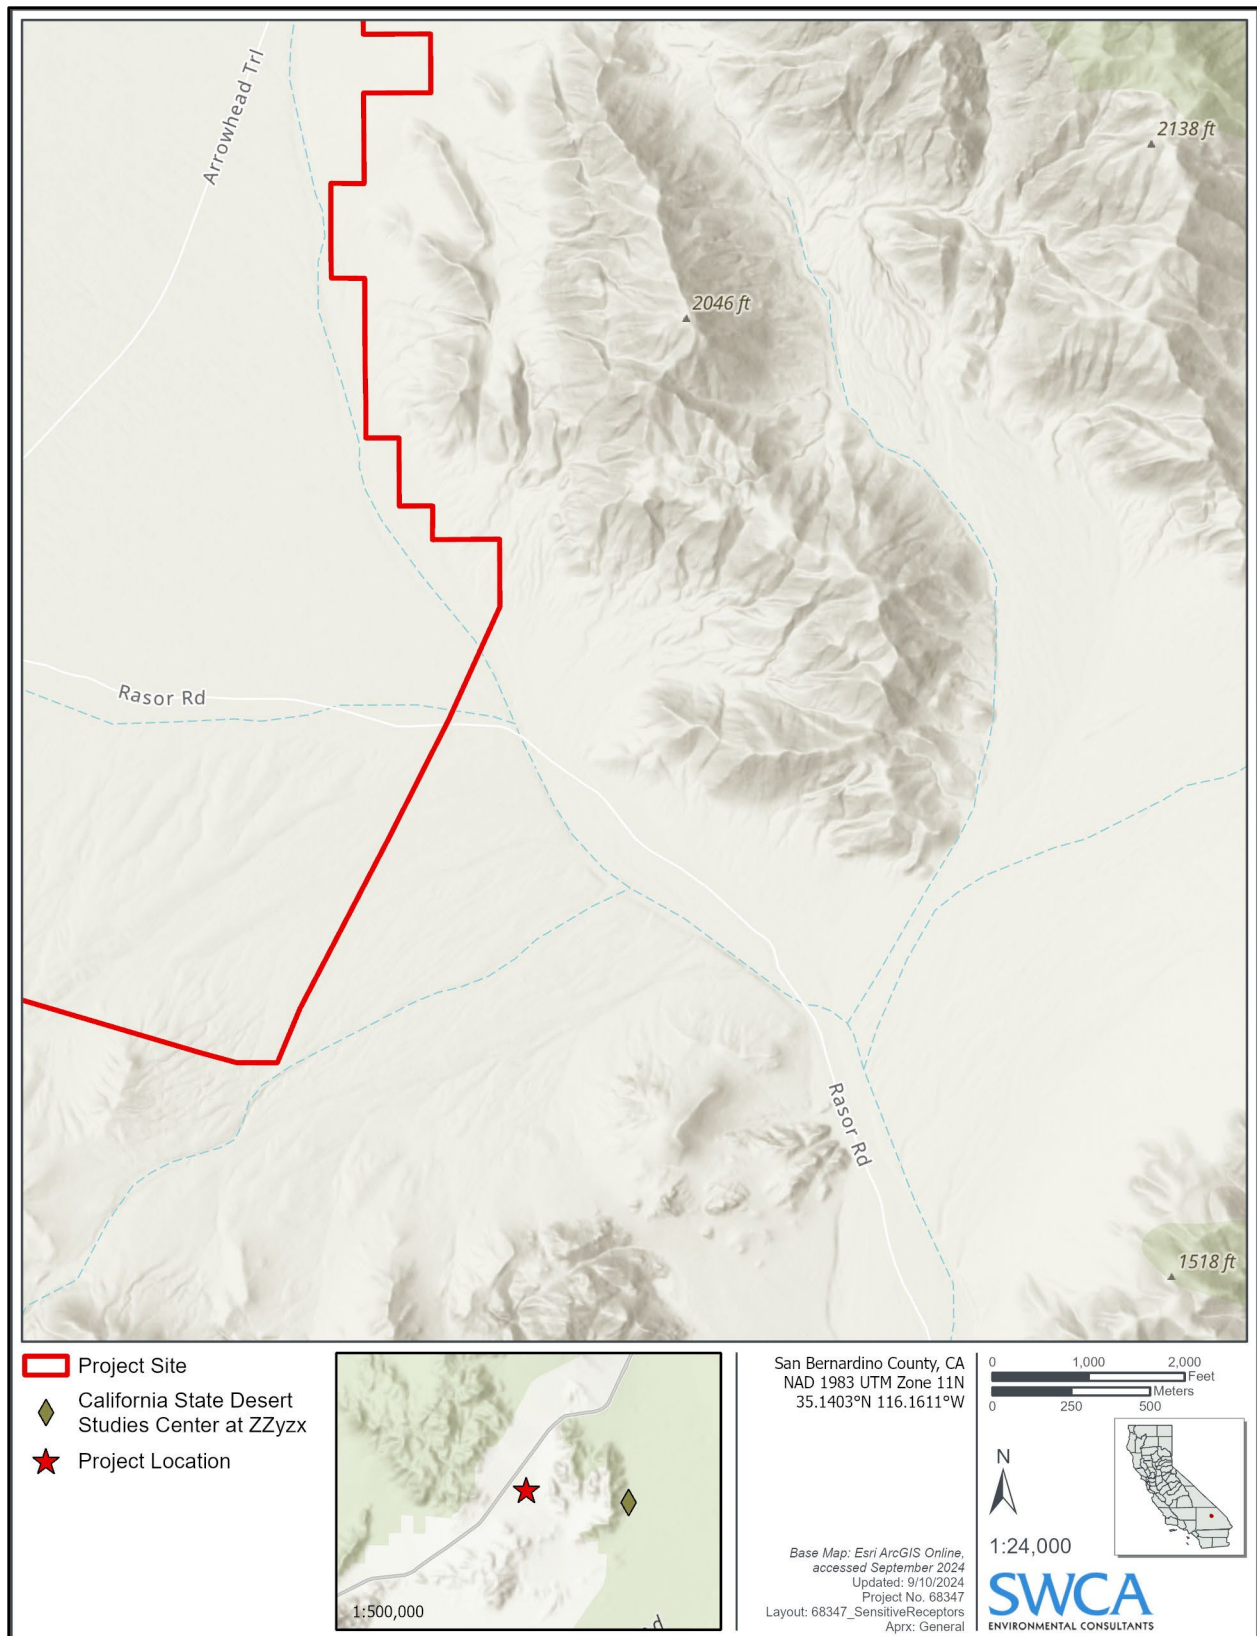 Arrowhead Trl
2138 ft
2046 ft
Rasor Rd
Rasor Rd
1518 ft
Project Site
California State Desert
Studies Center at ZZyzx
Project Location
1:500,000
San Bernardino County, CA
NAD 1983 UTM Zone 11N
35.1403°N 116.1611°W
Base Map: Esri ArcGIS Online,
accessed September 2024
Updated: 9/10/2024
Project No. 68347
Layout: 68347_SensitiveReceptors
Aprx: General
0 1,000 2,000
Feet
Meters
0 250 500
N
1:24,000
SWCA
ENVIRONMENTAL CONSULTANTS